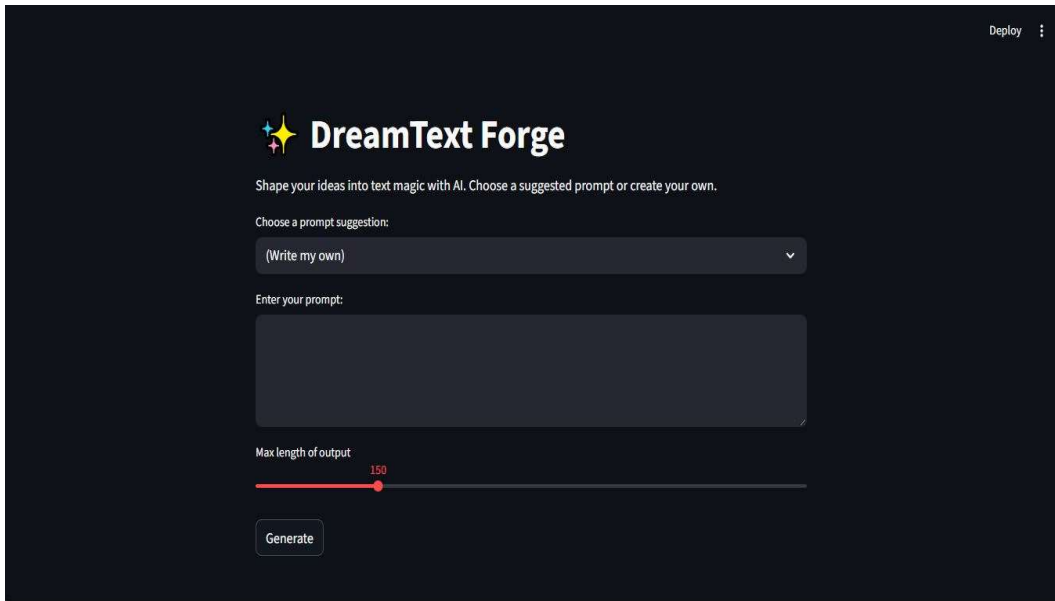 Deploy
DreamText Forge
Shape your ideas into text magic with AI. Choose a suggested prompt or create your own.
Choose a prompt suggestion:
(Write my own)
Enter your prompt:
Max length of output
150
Generate